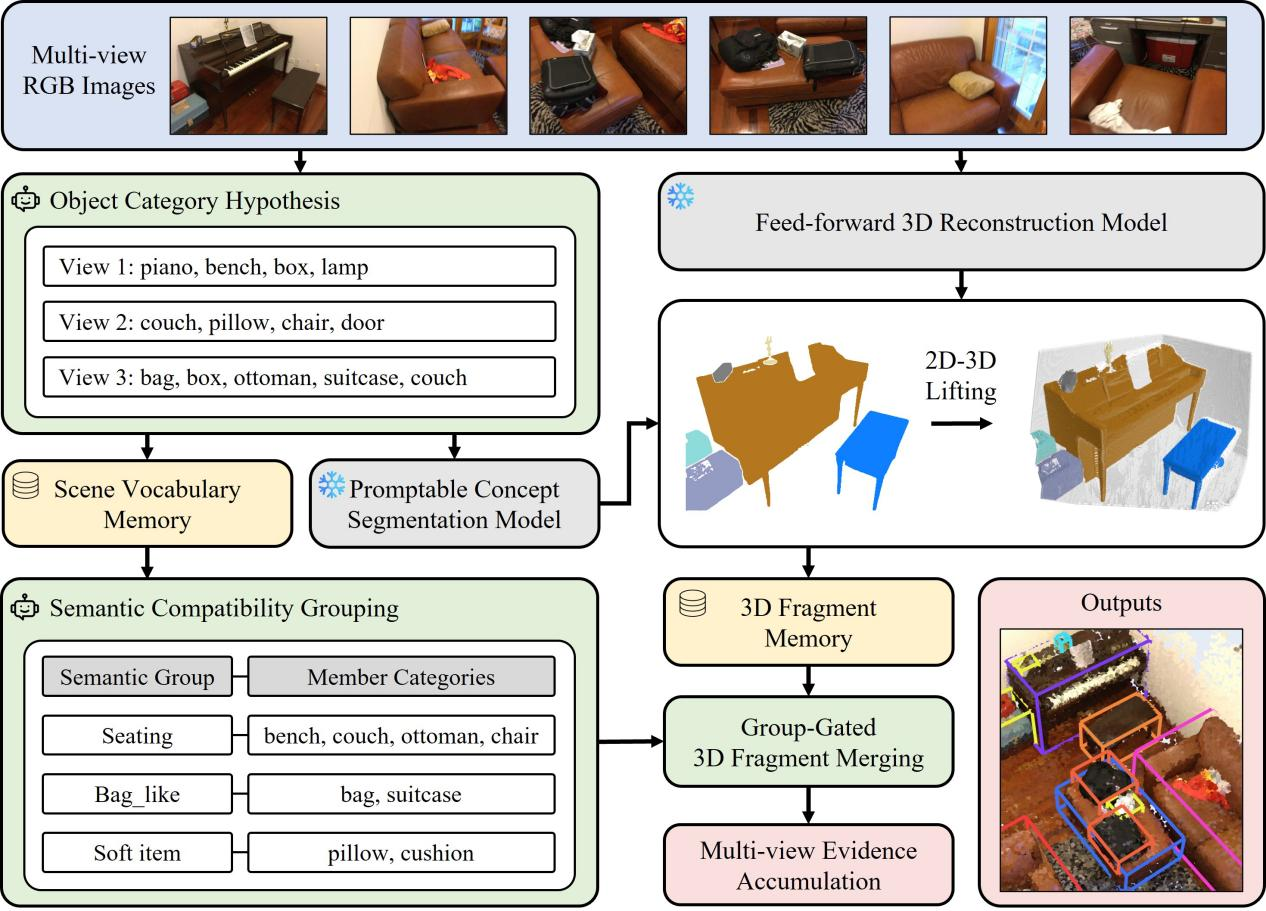 Multi-view
RGB Images
Object Category Hypothesis
View 1: piano, bench, box, lamp
View 2: couch, pillow, chair, door
View 3: bag, box, ottoman, suitcase, couch
Feed-forward 3D Reconstruction Model
2D-3D
Lifting
Scene Vocabulary
Memory
Promptable Concept
Segmentation Model
Semantic Compatibility Grouping
Semantic Group
Member Categories
Seating
bench, couch, ottoman, chair
Bag_like
bag, suitcase
Soft item
pillow, cushion
3D Fragment
Memory
Group-Gated
3D Fragment Merging
Multi-view Evidence
Accumulation
Outputs